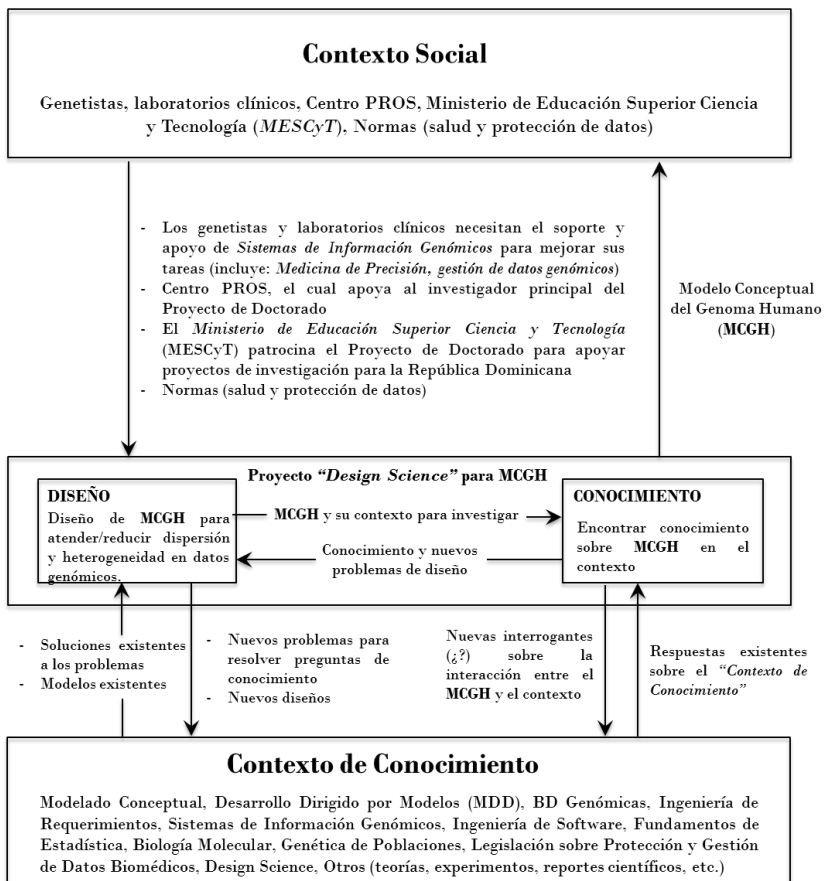 Contexto Social
Genetistas, laboratorios clínicos, Centro PROS, Ministerio de Educación Superior Ciencia
y Tecnología (MESCyT), Normas (salud y protección de datos)
- Los genetistas y laboratorios clínicos necesitan el soporte y
apoyo de Sistemas de Información Genómicos para mejorar sus
tareas (incluye: Medicina de Precisión, gestión de datos genómicos)
- Centro PROS, el cual apoya al investigador principal del
Proyecto de Doctorado
- El Ministerio de Educación Superior Ciencia y Tecnología
(MESCyT) patrocina el Proyecto de Doctorado para apoyar
proyectos de investigación para la República Dominicana
- Normas (salud y protección de datos)
Modelo Conceptual
del Genoma Humano
(MCGH)
Proyecto “Design Science” para MCGH
DISEÑO
Diseño de MCGH para
atender/reducir dispersión
y heterogeneidad en datos
genómicos.
MCGH y su contexto para investigar
Conocimiento y nuevos
problemas de diseño
CONOCIMIENTO
Encontrar conocimiento
sobre MCGH en el
contexto
- Soluciones existentes
a los problemas
- Modelos existentes
- Nuevos problemas para
resolver preguntas de
conocimiento
- Nuevos diseños
Nuevas interrogantes
(¿?) sobre la
interacción entre el
MCGH y el contexto
Respuestas existentes
sobre el “Contexto de
Conocimiento”
Contexto de Conocimiento
Modelado Conceptual, Desarrollo Dirigido por Modelos (MDD), BD Genómicas, Ingeniería de
Requerimientos, Sistemas de Información Genómicos, Ingeniería de Software, Fundamentos de
Estadística, Biología Molecular, Genética de Poblaciones, Legislación sobre Protección y Gestión
de Datos Biomédicos, Design Science, Otros (teorías, experimentos, reportes científicos, etc.)